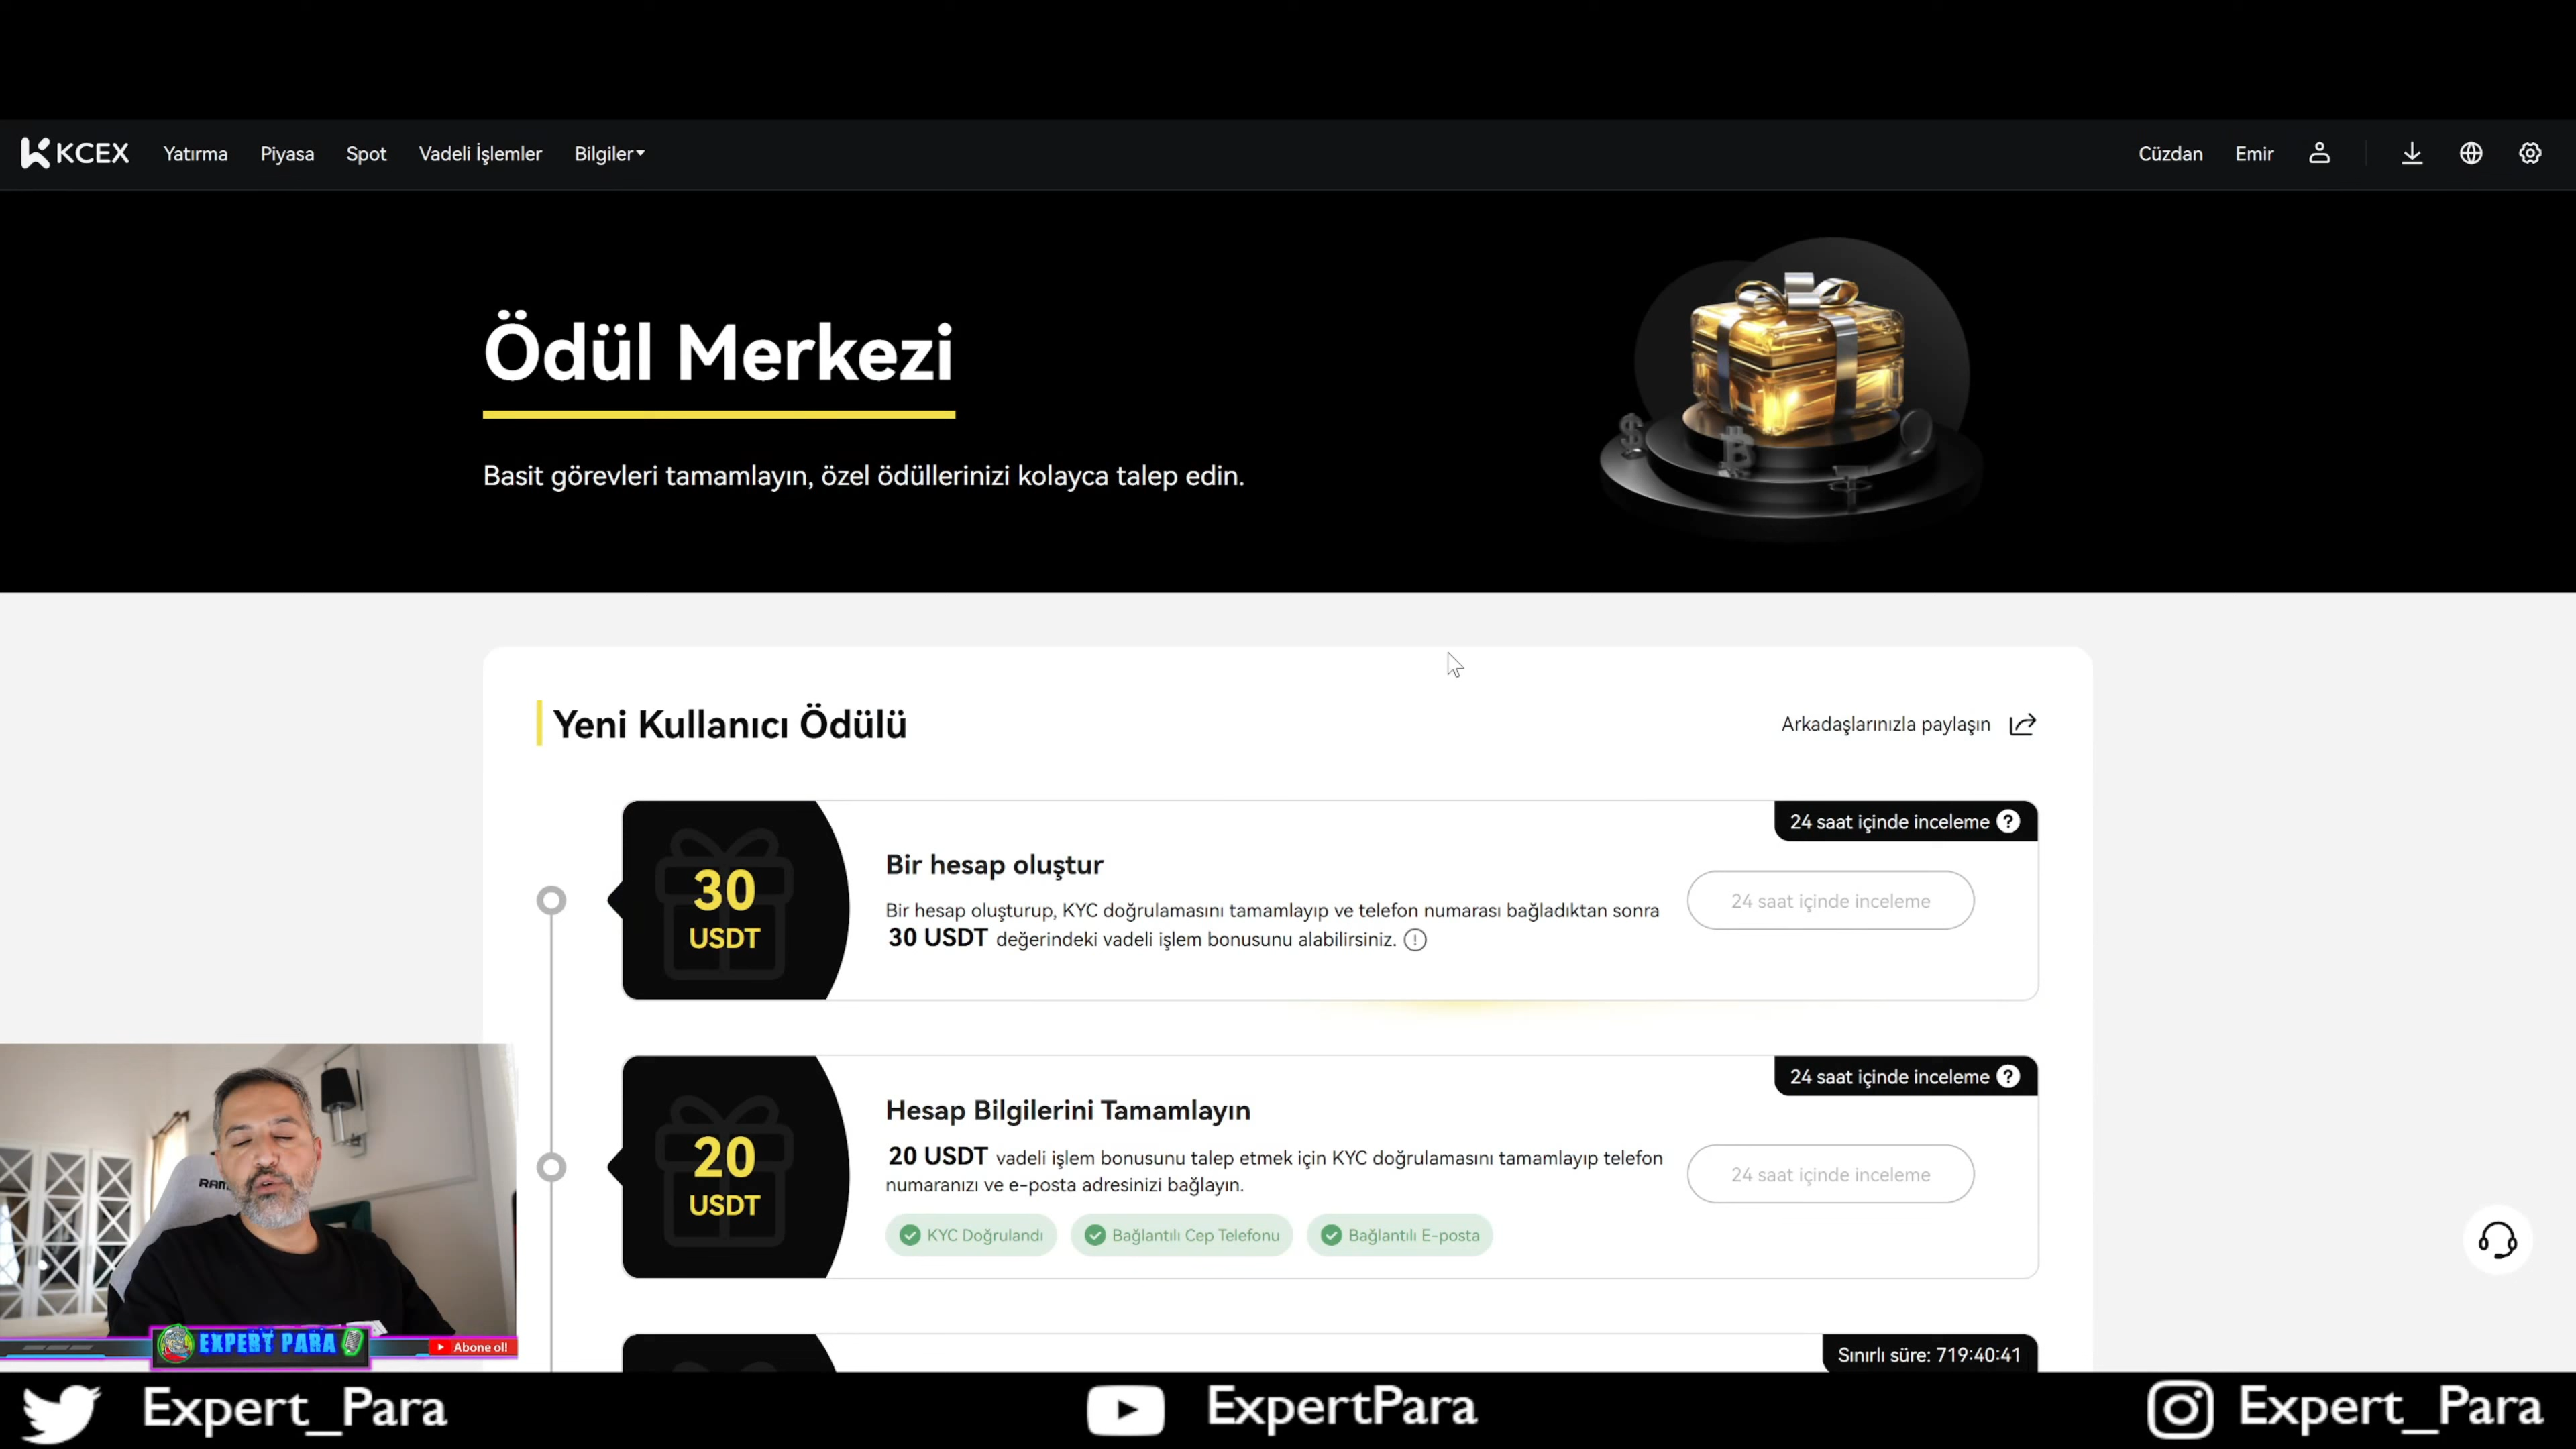 KCEX
Yatırma
Piyasa
Spot
Vadeli İşlemler
Bilgiler
Cüzdan
Emir
Ödül Merkezi
Basit görevleri tamamlayın, özel ödüllerinizi kolayca talep edin.
Yeni Kullanıcı Ödülü
Arkadaşlarınızla paylaşın
24 saat içinde inceleme ?
30
USDT
Bir hesap oluştur
Bir hesap oluşturup, KYC doğrulamasını tamamlayıp ve telefon numarası bağladıktan sonra
30 USDT değerindeki vadeli işlem bonusunu alabilirsiniz.
24 saat içinde inceleme
24 saat içinde inceleme ?
20
USDT
Hesap Bilgilerini Tamamlayın
20 USDT vadeli işlem bonusunu talep etmek için KYC doğrulamasını tamamlayıp telefon
numaranızı ve e-posta adresinizi bağlayın.
24 saat içinde inceleme
KYC Doğrulandı
Bağlantılı Cep Telefonu
Bağlantılı E-posta
Sınırlı süre: 719:40:41
EXPERT PARA
Abone ol!
Expert_Para
ExpertPara
Expert_Para